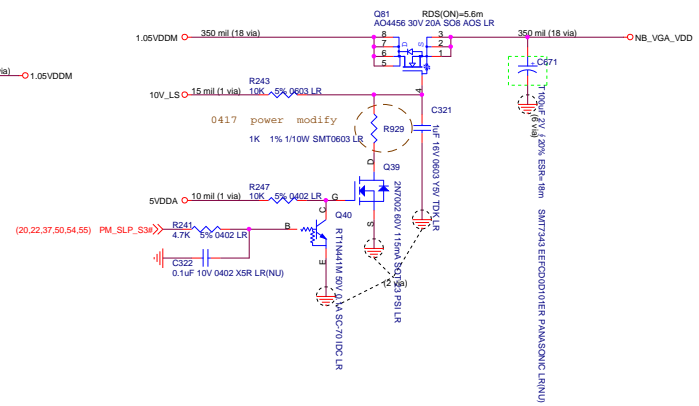 Q81 RDS(ON)=5.6m
AO4456 30V 20A SO8 AOS LR
1.05VDDM 350 mil (18 via)
8 3
7 2
6 1
5
D S
4
350 mil (18 via) NB_VGA_VDD
via) 1.05VDDM
C671
T 100uF 2V +20% ESR=18m SMT7343 EEFCD0D101ER PANASONIC LR(NU)
(6 via)
R243
10V_LS 15 mil (1 via) 10K 5% 0603 LR
0417 power modify
R929
1K 1% 1/10W SMT0603 LR
C321
1uF 16V 0603 Y5V TDK LR
D
Q39
2N7002 60V 115mA SOT23 PSI LR
G
S
R247
5VDDA 10 mil (1 via) 10K 5% 0402 LR
C
Q40
RT1N441M 50V 0.1A SC-70 IDC LR
B
E
R241
(20,22,37,50,54,55) PM_SLP_S3#
4.7K 5% 0402 LR
C322
0.1uF 10V 0402 X5R LR(NU)
(2 via)